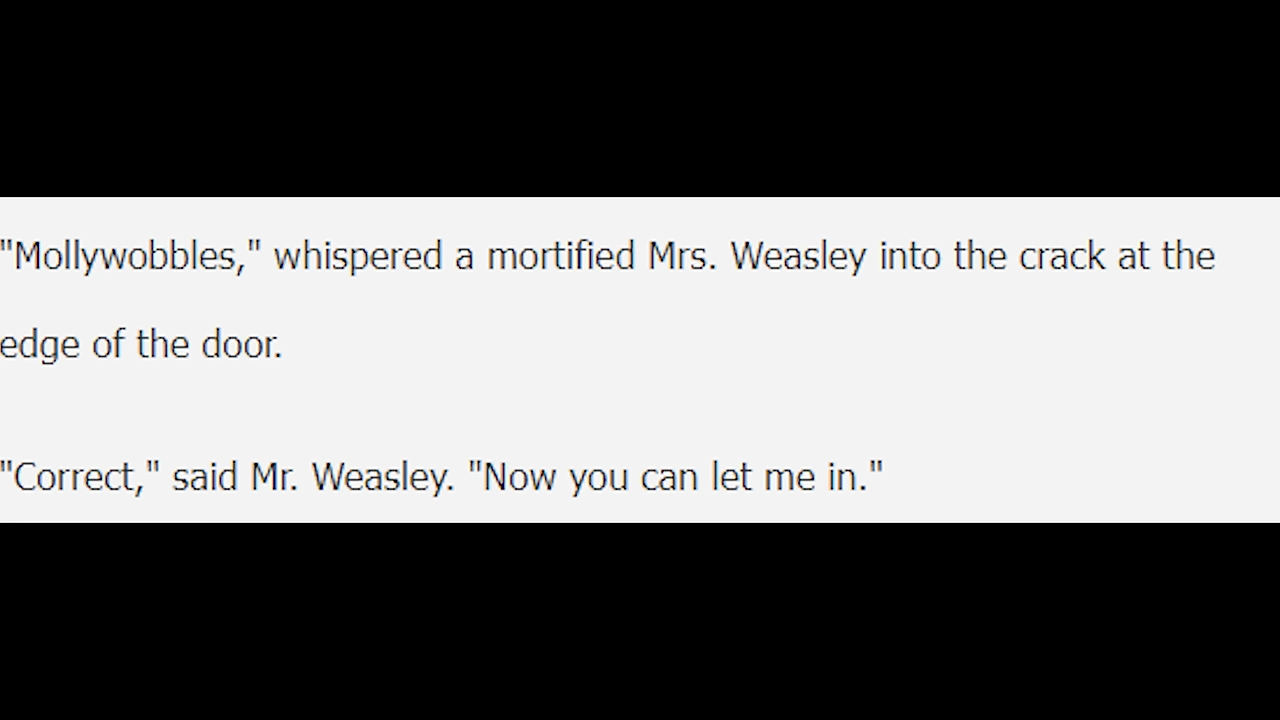 "Mollywobbles," whispered a mortified Mrs. Weasley into the crack at the
edge of the door.
"Correct," said Mr. Weasley. "Now you can let me in."